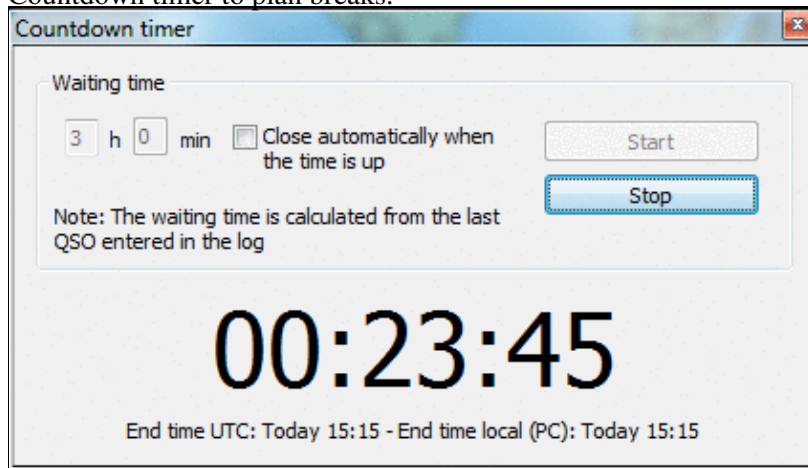 Countdown timer to plan breaks.
Countdown timer
Waiting time
3 h 0 min Close automatically when
the time is up
Start
Stop
Note: The waiting time is calculated from the last
QSO entered in the log
00:23:45
End time UTC: Today 15:15 - End time local (PC): Today 15:15